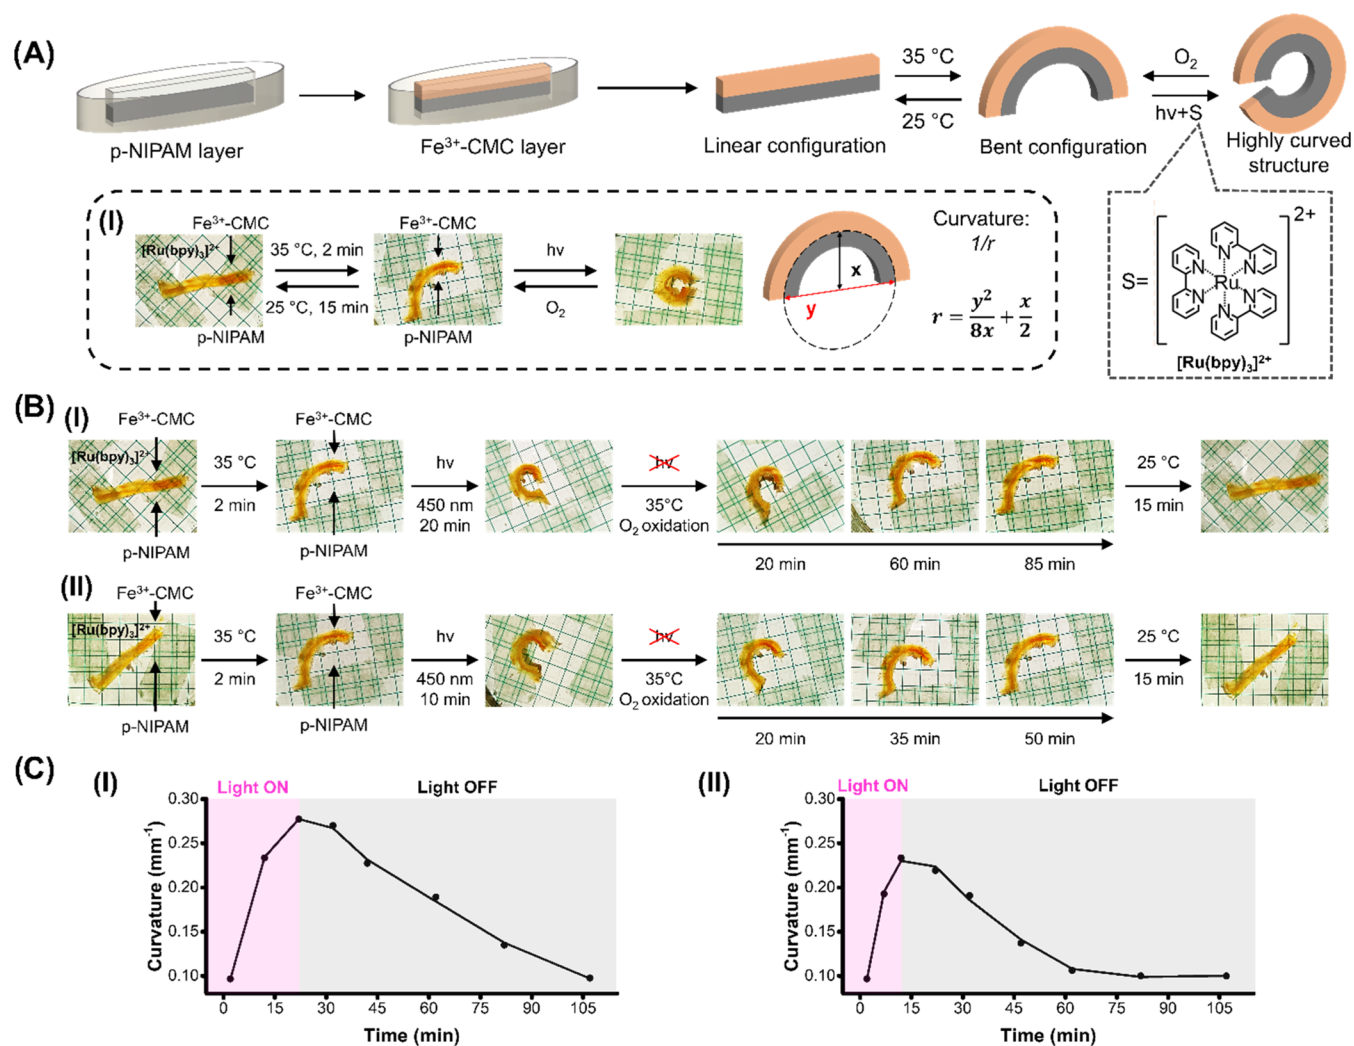 (A)
p-NIPAM layer
Fe³⁺-CMC layer
Linear configuration
35 °C
25 °C
Bent configuration
O₂
hv+S
Highly curved
structure
(I)
Fe³⁺-CMC
[Ru(bpy)₃]²⁺
p-NIPAM
35 °C, 2 min
25 °C, 15 min
Fe³⁺-CMC
p-NIPAM
hv
O₂
x
y
Curvature:
1/r
r = y²/8x + x/2
S=
N
N
N
Ru
N
N
N
2+
[Ru(bpy)₃]²⁺
(B)
(I)
Fe³⁺-CMC
[Ru(bpy)₃]²⁺
p-NIPAM
35 °C
2 min
Fe³⁺-CMC
p-NIPAM
hv
450 nm
20 min
hv
35°C
O₂ oxidation
20 min
60 min
85 min
25 °C
15 min
(II)
Fe³⁺-CMC
[Ru(bpy)₃]²⁺
p-NIPAM
35 °C
2 min
Fe³⁺-CMC
p-NIPAM
hv
450 nm
10 min
hv
35°C
O₂ oxidation
20 min
35 min
50 min
25 °C
15 min
(C)
(I)
Light ON
Light OFF
Curvature (mm⁻¹)
0.30
0.25
0.20
0.15
0.10
0 15 30 45 60 75 90 105
Time (min)
(II)
Light ON
Light OFF
Curvature (mm⁻¹)
0.30
0.25
0.20
0.15
0.10
0 15 30 45 60 75 90 105
Time (min)